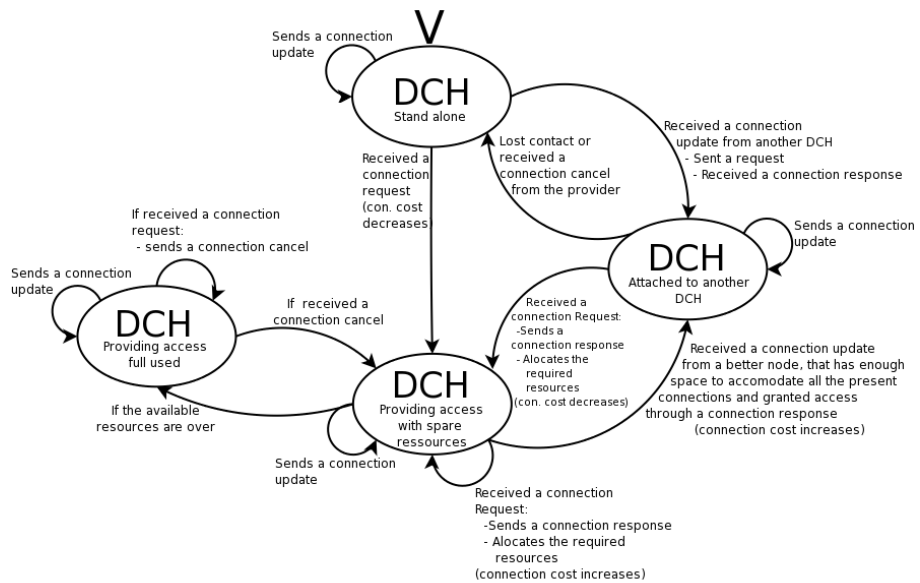 V
Sends a connection
update
DCH
Stand alone
Received a connection
update from another DCH
- Sent a request
- Received a connection response
Lost contact or
received a
connection cancel
from the provider
Received a
connection
request
(con. cost
decreases)
If received a connection
request:
- sends a connection cancel
Sends a connection
update
DCH
Attached to another
DCH
Sends a connection
update
DCH
Providing access
full used
If received a
connection cancel
Received a
connection Request:
-Sends a
connection response
- Alocates the
required
resources
(con. cost decreases)
Received a connection update
from a better node, that has enough
space to accomodate all the present
connections and granted access
through a connection response
(connection cost increases)
DCH
Providing access
with spare
ressources
If the available
resources are over
Sends a connection
update
Received a connection
Request:
-Sends a connection response
- Alocates the required
resources
(connection cost increases)